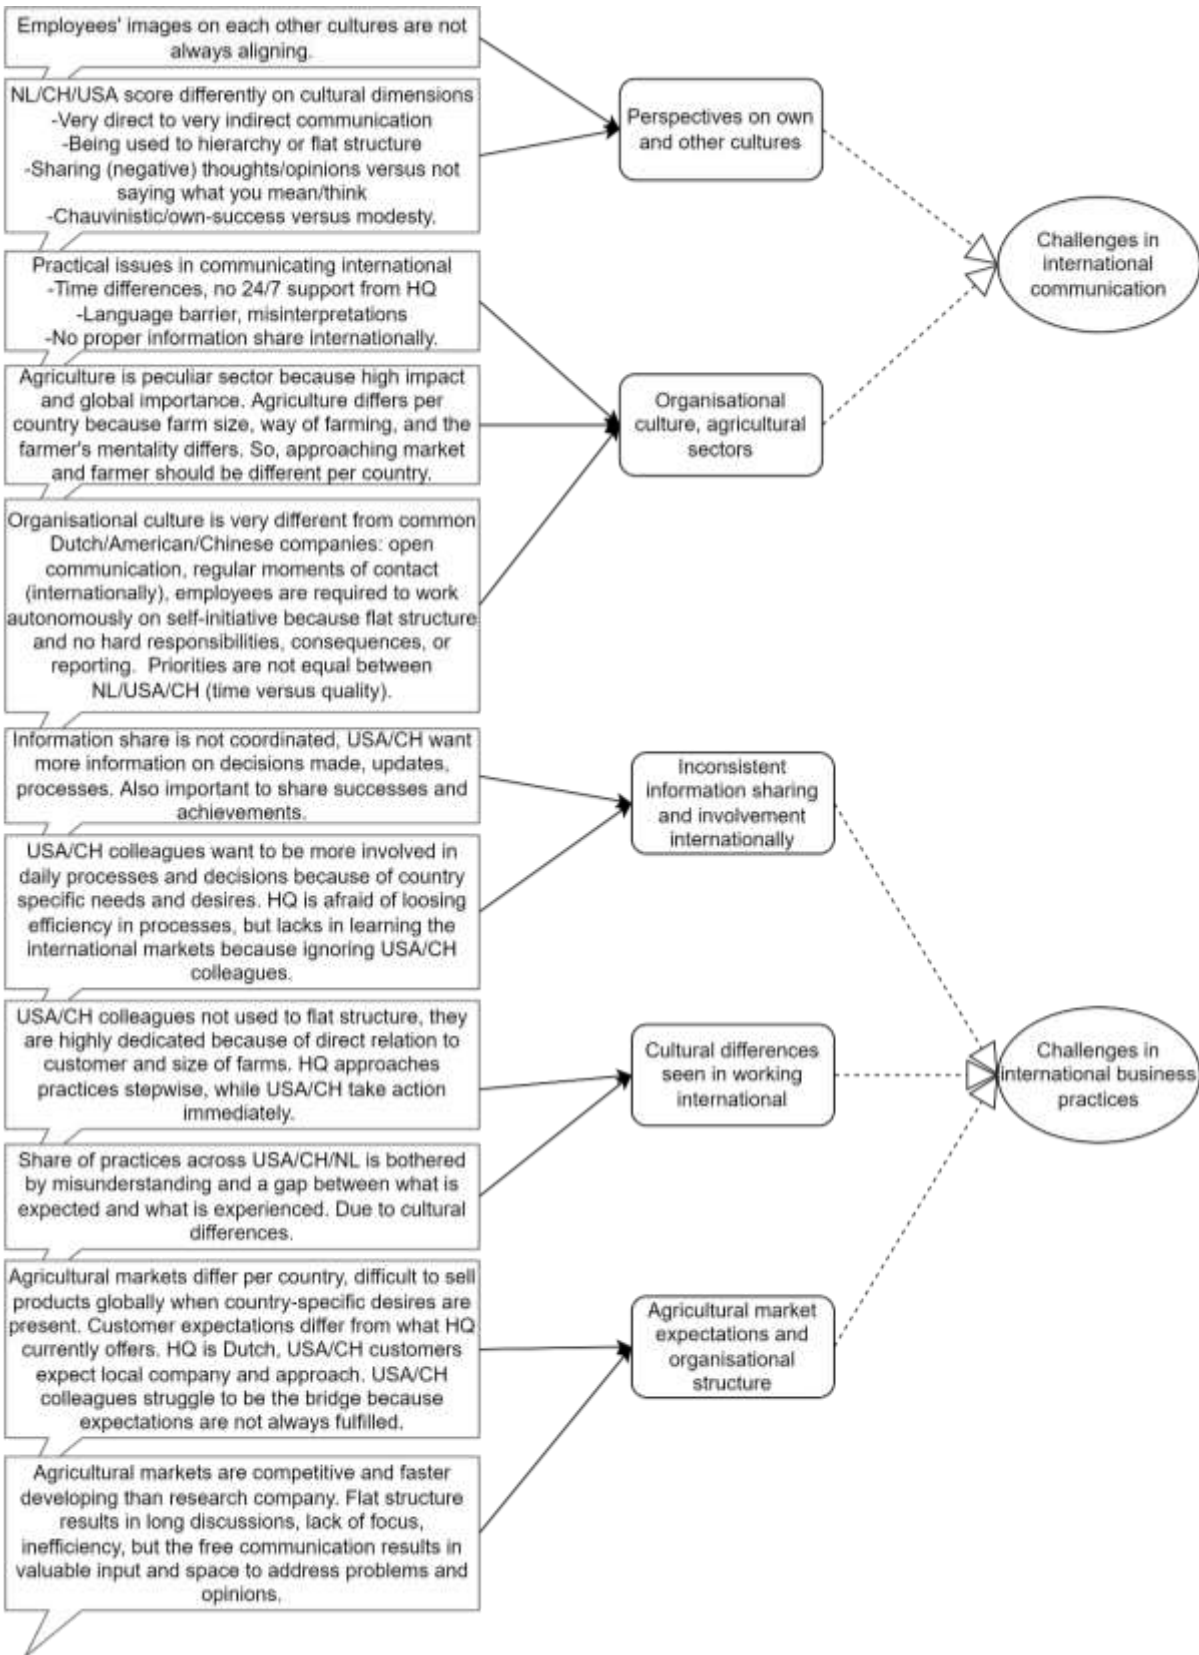 Employees' images on each other cultures are not
always aligning.
NL/CH/USA score differently on cultural dimensions
-Very direct to very indirect communication
-Being used to hierarchy or flat structure
-Sharing (negative) thoughts/opinions versus not
saying what you mean/think
-Chauvinistic/own-success versus modesty.
Practical issues in communicating international
-Time differences, no 24/7 support from HQ
-Language barrier, misinterpretations
-No proper information share internationally.
Agriculture is peculiar sector because high impact
and global importance. Agriculture differs per
country because farm size, way of farming, and the
farmer's mentality differs. So, approaching market
and farmer should be different per country.
Organisational culture is very different from common
Dutch/American/Chinese companies: open
communication, regular moments of contact
(internationally), employees are required to work
autonomously on self-initiative because flat structure
and no hard responsibilities, consequences, or
reporting.  Priorities are not equal between
NL/USA/CH (time versus quality).
Information share is not coordinated, USA/CH want
more information on decisions made, updates,
processes. Also important to share successes and
achievements.
USA/CH colleagues want to be more involved in
daily processes and decisions because of country
specific needs and desires. HQ is afraid of loosing
efficiency in processes, but lacks in learning the
international markets because ignoring USA/CH
colleagues.
USA/CH colleagues not used to flat structure, they
are highly dedicated because of direct relation to
customer and size of farms. HQ approaches
practices stepwise, while USA/CH take action
immediately.
Share of practices across USA/CH/NL is bothered
by misunderstanding and a gap between what is
expected and what is experienced. Due to cultural
differences.
Agricultural markets differ per country, difficult to sell
products globally when country-specific desires are
present. Customer expectations differ from what HQ
currently offers. HQ is Dutch, USA/CH customers
expect local company and approach. USA/CH
colleagues struggle to be the bridge because
expectations are not always fulfilled.
Agricultural markets are competitive and faster
developing than research company. Flat structure
results in long discussions, lack of focus,
inefficiency, but the free communication results in
valuable input and space to address problems and
opinions.
Perspectives on own
and other cultures
Organisational
culture, agricultural
sectors
Inconsistent
information sharing
and involvement
internationally
Cultural differences
seen in working
international
Agricultural market
expectations and
organisational
structure
Challenges in
international
communication
Challenges in
international business
practices